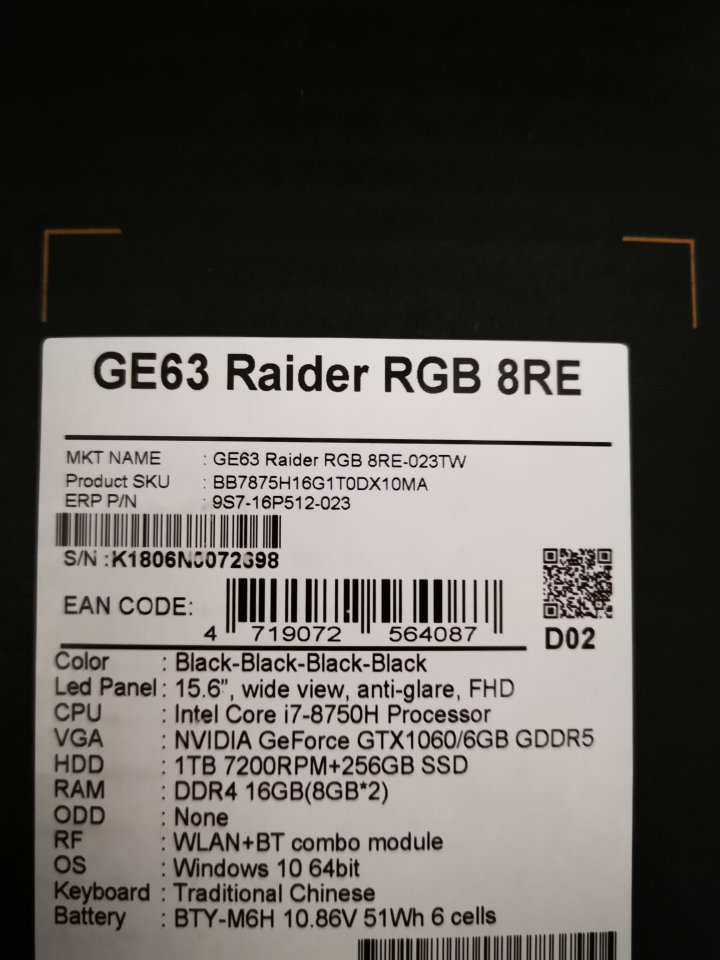 GE63 Raider RGB 8RE
MKT NAME : GE63 Raider RGB 8RE-023TW
Product SKU : BB7875H16G1T0DX10MA
ERP P/N : 9S7-16P512-023
S/N :
EAN CODE:
4 719072 564087
D02
Color : Black-Black-Black-Black
Led Panel : 15.6”, wide view, anti-glare, FHD
CPU : Intel Core i7-8750H Processor
VGA : NVIDIA GeForce GTX1060/6GB GDDR5
HDD : 1TB 7200RPM+256GB SSD
RAM : DDR4 16GB(8GB*2)
ODD : None
RF : WLAN+BT combo module
OS : Windows 10 64bit
Keyboard : Traditional Chinese
Battery : BTY-M6H 10.86V 51Wh 6 cells